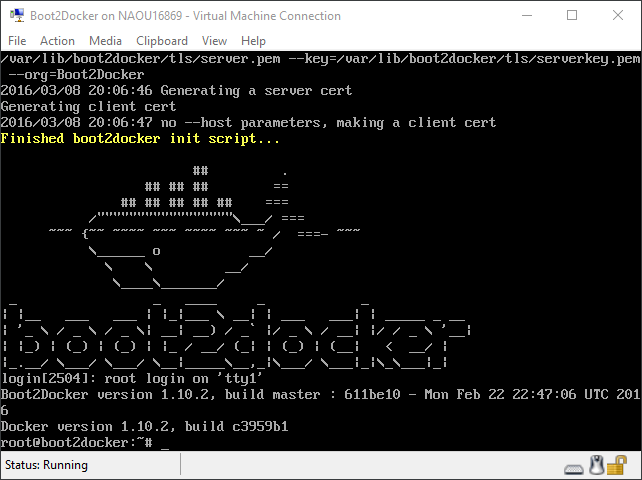 Boot2Docker on NAOU16869 - Virtual Machine Connection
File Action Media Clipboard View Help
/var/lib/boot2docker/tls/server.pem --key=/var/lib/boot2docker/tls/serverkey.pem
--org=Boot2Docker
2016/03/08 20:06:46 Generating a server cert
Generating client cert
2016/03/08 20:06:47 no --host parameters, making a client cert
Finished boot2docker init script...
boot2docker
login[2504]: root login on 'tty1'
Boot2Docker version 1.10.2, build master : 611be10 - Mon Feb 22 22:47:06 UTC 201
6
Docker version 1.10.2, build c3959b1
root@boot2docker:~# _
Status: Running